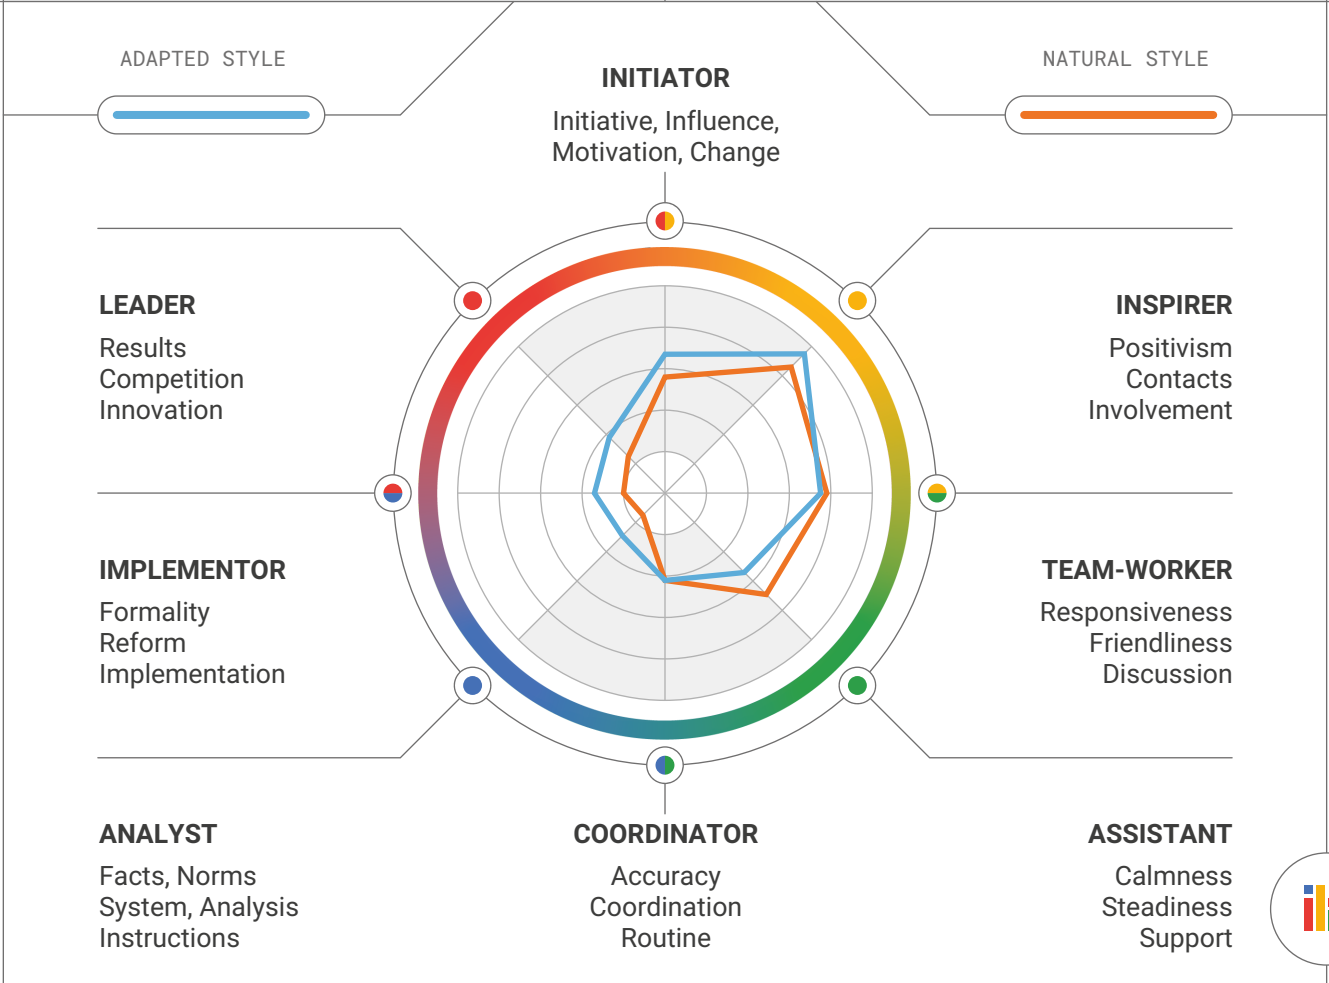 ADAPTED STYLE
NATURAL STYLE
INITIATOR
Initiative, Influence,
Motivation, Change
LEADER
Results
Competition
Innovation
INSPIRER
Positivism
Contacts
Involvement
IMPLEMENTOR
Formality
Reform
Implementation
TEAM-WORKER
Responsiveness
Friendliness
Discussion
ANALYST
Facts, Norms
System, Analysis
Instructions
COORDINATOR
Accuracy
Coordination
Routine
ASSISTANT
Calmness
Steadiness
Support